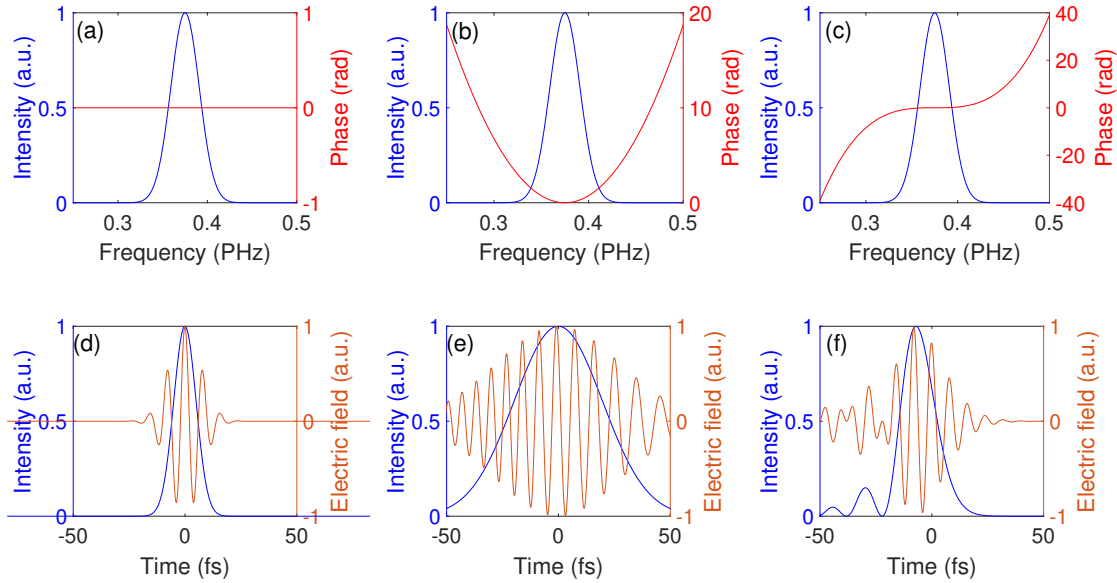 (a)
Intensity (a.u.)
1
0.5
0
0.3 0.4 0.5
Frequency (PHz)
1
0
-1
Phase (rad)
(b)
Intensity (a.u.)
1
0.5
0
0.3 0.4 0.5
Frequency (PHz)
20
10
0
Phase (rad)
(c)
Intensity (a.u.)
1
0.5
0
0.3 0.4 0.5
Frequency (PHz)
40
20
0
-20
-40
Phase (rad)
(d)
Intensity (a.u.)
1
0.5
0
-50 0 50
Time (fs)
1
0
-1
Electric field (a.u.)
(e)
Intensity (a.u.)
1
0.5
0
-50 0 50
Time (fs)
1
0
-1
Electric field (a.u.)
(f)
Intensity (a.u.)
1
0.5
0
-50 0 50
Time (fs)
1
0
-1
Electric field (a.u.)